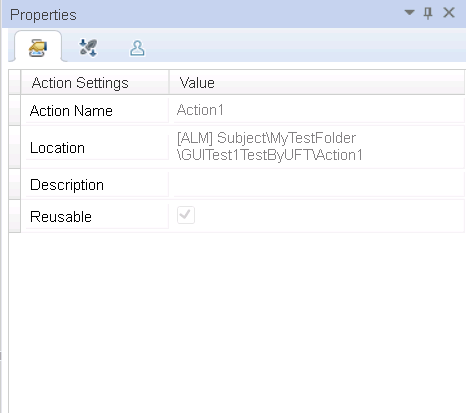 Properties
Action Settings Value
Action Name Action1
Location [ALM] Subject\MyTestFolder
\GUITest1TestByUFT\Action1
Description
Reusable